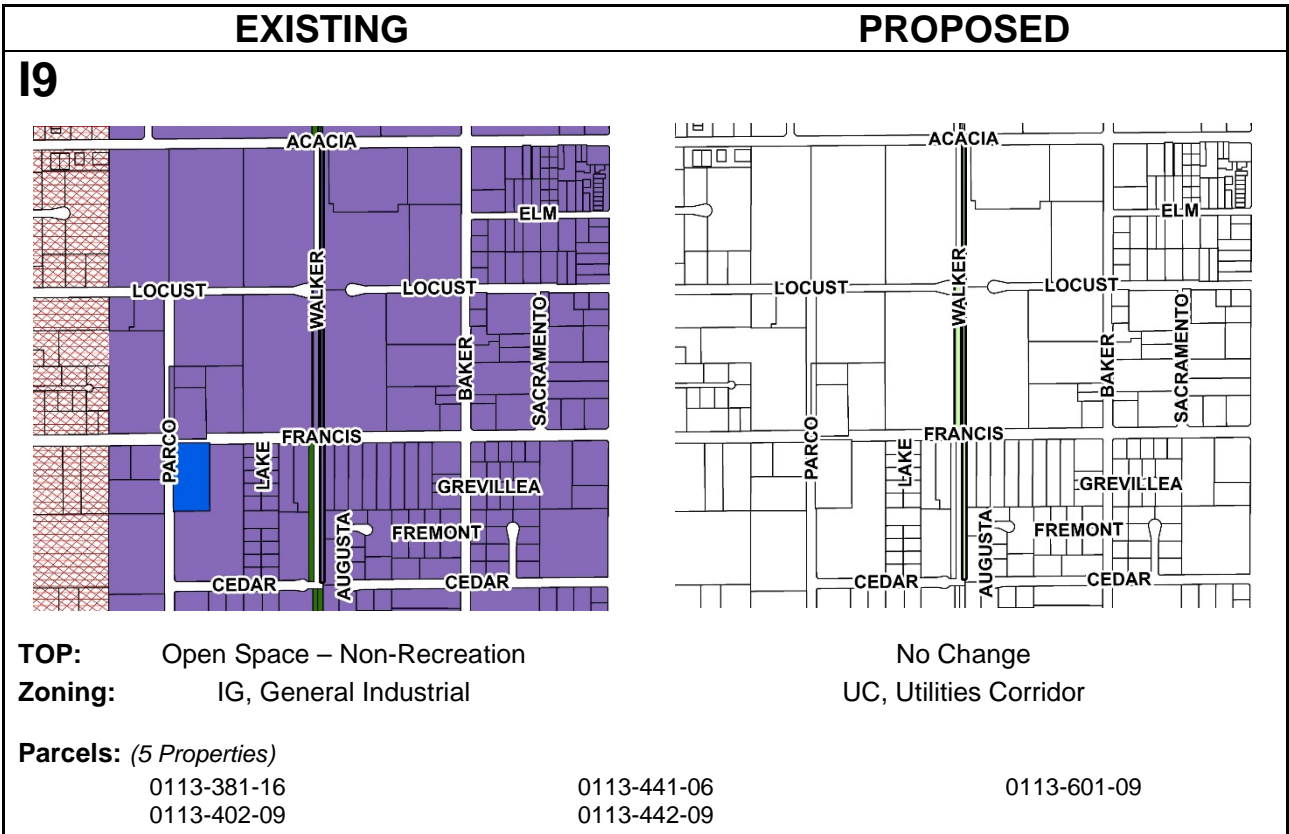 EXISTING PROPOSED
I9
ACACIA
ELM
WALKER
LOCUST LOCUST
SACRAMENTO
BAKER
PARCO
FRANCIS
LAKE
GREVILLEA
AUGUSTA
FREMONT
CEDAR CEDAR
ACACIA
ELM
WALKER
LOCUST LOCUST
SACRAMENTO
BAKER
PARCO
FRANCIS
LAKE
GREVILLEA
AUGUSTA
FREMONT
CEDAR CEDAR
TOP: Open Space – Non-Recreation No Change
Zoning: IG, General Industrial UC, Utilities Corridor
Parcels: (5 Properties)
0113-381-16 0113-441-06 0113-601-09
0113-402-09 0113-442-09